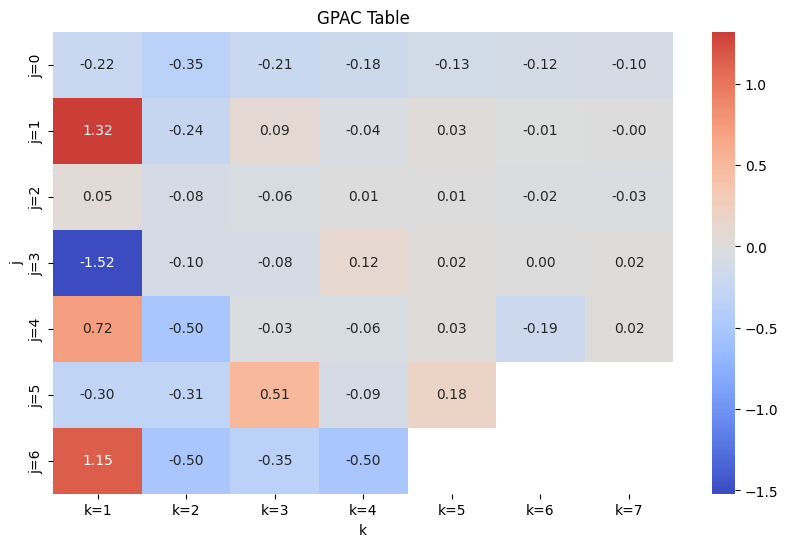 GPAC Table
j=0 -0.22 -0.35 -0.21 -0.18 -0.13 -0.12 -0.10
j=1 1.32 -0.24 0.09 -0.04 0.03 -0.01 -0.00
j=2 0.05 -0.08 -0.06 0.01 0.01 -0.02 -0.03
j=3 -1.52 -0.10 -0.08 0.12 0.02 0.00 0.02
j=4 0.72 -0.50 -0.03 -0.06 0.03 -0.19 0.02
j=5 -0.30 -0.31 0.51 -0.09 0.18
j=6 1.15 -0.50 -0.35 -0.50
k=1 k=2 k=3 k=4 k=5 k=6 k=7
k
j
1.0
0.5
0.0
-0.5
-1.0
-1.5